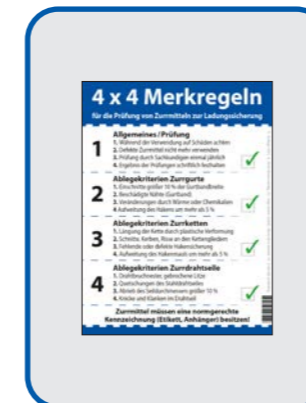 4 x 4 Merkregeln
für die Prüfung von Zurrmitteln zur Ladungssicherung
1
Allgemeines/Prüfung
1. Während der Verwendung auf Schäden achten
2. Defekte Zurrmittel nicht mehr verwenden
3. Prüfung durch Sachkundigen einmal jährlich
4. Ergebnis der Prüfungen schriftlich festhalten
2
Ablegekriterien Zurrgurte
1. Einschnitte größer 10 % der Gurtbandbreite
2. Beschädigte Nähte (Gurtband)
3. Veränderungen durch Wärme oder Chemikalien
4. Aufweitung des Hakens um mehr als 5 %
3
Ablegekriterien Zurrketten
1. Längung der Kette durch plastische Verformung
2. Schnitte, Kerben, Risse an den Kettengliedern
3. Fehlende oder defekte Hakensicherung
4. Aufweitung des Hakenmauls um mehr als 5 %
4
Ablegekriterien Zurrdrahtseile
1. Drahtbruchnester, gebrochene Litze
2. Quetschungen des Stahldrahtseiles
3. Abrieb des Seildurchmessers größer 10 %
4. Knicke und Klanken im Drahtseil
Zurrmittel müssen eine normgerechte
Kennzeichnung (Etikett, Anhänger) besitzen!